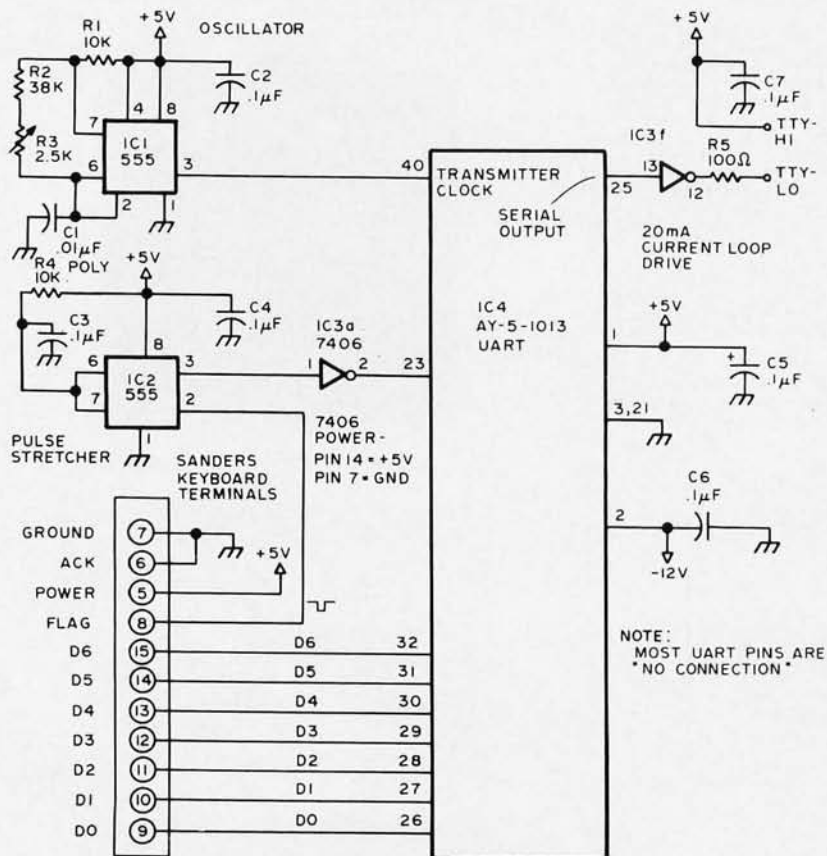 +5V
OSCILLATOR
R1
10K
R2
38K
C2
.1µF
4
8
7
IC1
555
R3
2.5K
6
3
2
1
C1
.01µF
POLY
40
TRANSMITTER
CLOCK
SERIAL
OUTPUT
25
+5V
C7
.1µF
TTY-
HI
IC3f
13
12
R5
100Ω
TTY-
LO
20mA
CURRENT LOOP
DRIVE
R4
10K
+5V
C3
.1µF
C4
.1µF
8
6
IC2
555
3
7
2
1
IC3a
7406
1
2
23
PULSE
STRETCHER
7406
POWER-
PIN 14 = +5V
PIN 7 = GND
IC4
AY-5-1013
UART
1
+5V
+
C5
.1µF
3,21
2
C6
.1µF
-12V
NOTE:
MOST UART PINS ARE
"NO CONNECTION"
SANDERS
KEYBOARD
TERMINALS
GROUND 7
ACK 6
+5V
POWER 5
FLAG 8
D6 15 D6 32
D5 14 D5 31
D4 13 D4 30
D3 12 D3 29
D2 11 D2 28
D1 10 D1 27
D0 9 D0 26